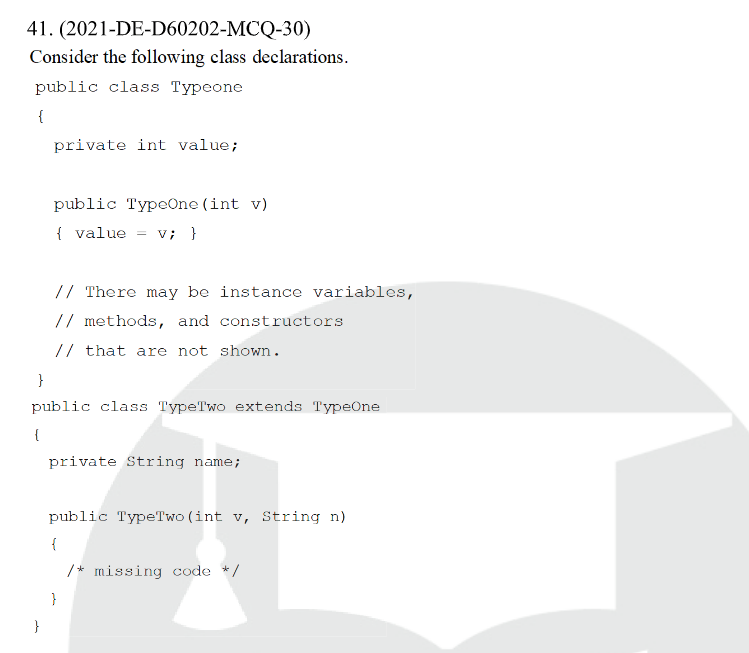 41. (2021-DE-D60202-MCQ-30)
Consider the following class declarations.
public class Typeone
{
private int value;
public TypeOne(int v)
{ value = v; }
// There may be instance variables,
// methods, and constructors
// that are not shown.
}
public class TypeTwo extends TypeOne
{
private String name;
public TypeTwo(int v, String n)
{
/* missing code */
}
}